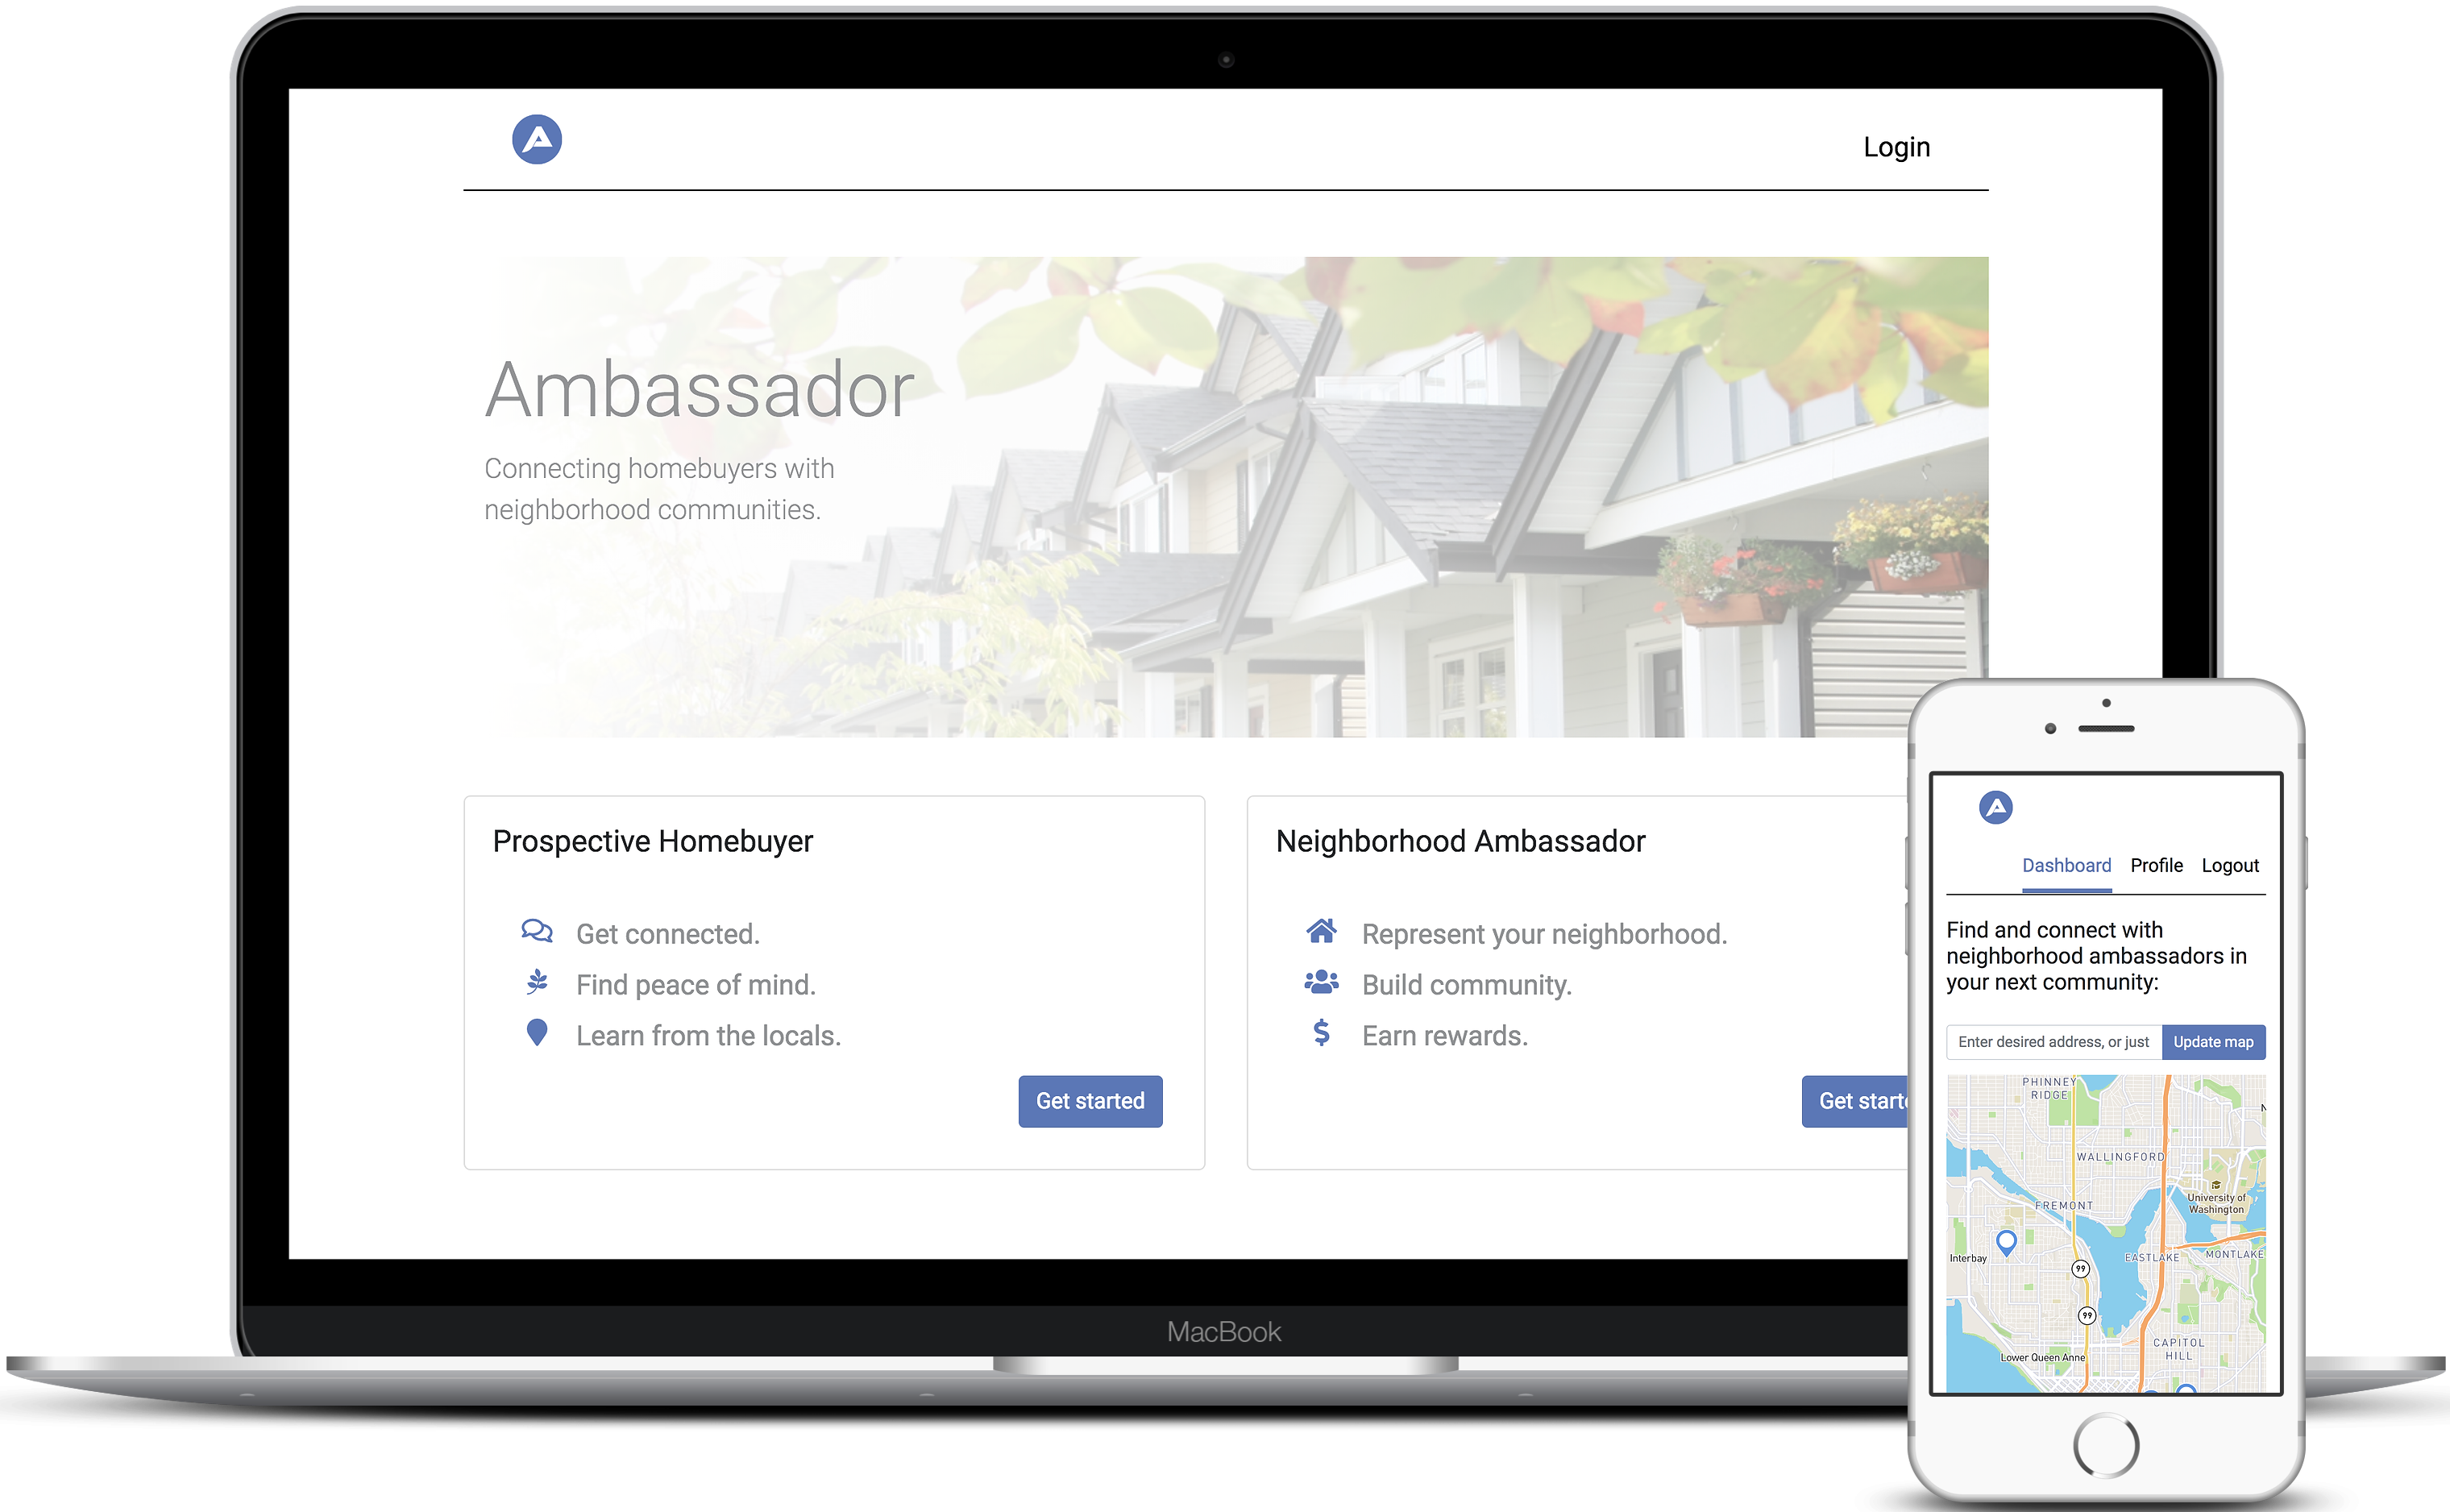 Login
Ambassador
Connecting homebuyers with
neighborhood communities.
Prospective Homebuyer
Get connected.
Find peace of mind.
Learn from the locals.
Get started
Neighborhood Ambassador
Represent your neighborhood.
Build community.
Earn rewards.
Get starte
MacBook
Dashboard Profile Logout
Find and connect with
neighborhood ambassadors in
your next community:
Enter desired address, or just
Update map
PHINNEY
RIDGE
N
WALLINGFORD
University of
Washington
FREMONT
Interbay
EASTLAKE
MONTLAKE
99
99
CAPITOL
HILL
Lower Queen Anne